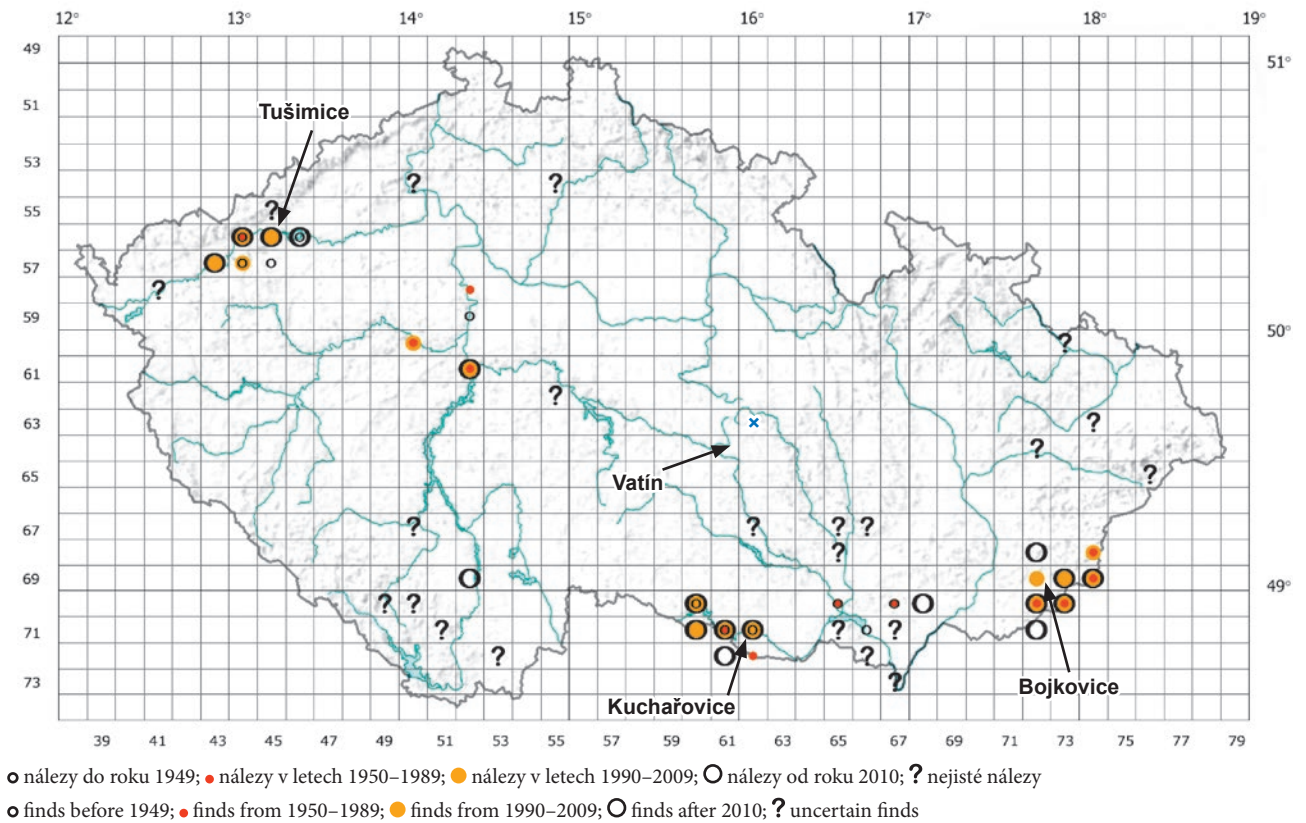 12° 13° 14° 15° 16° 17° 18° 19°
49
51°
51
Tušimice
53
?
?
55
?
57
?
59
50°
?
61
?
63
?
Vatín
?
65
?
67
? ? ? ?
?
69
49°
? ?
71
? ? ?
? ?
73
?
Kuchařovice
Bojkovice
39 41 43 45 47 49 51 53 55 57 59 61 63 65 67 69 71 73 75 77 79
nálezy do roku 1949; nálezy v letech 1950–1989; nálezy v letech 1990–2009; nálezy od roku 2010; ? nejisté nálezy
finds before 1949; finds from 1950–1989; finds from 1990–2009; finds after 2010; ? uncertain finds